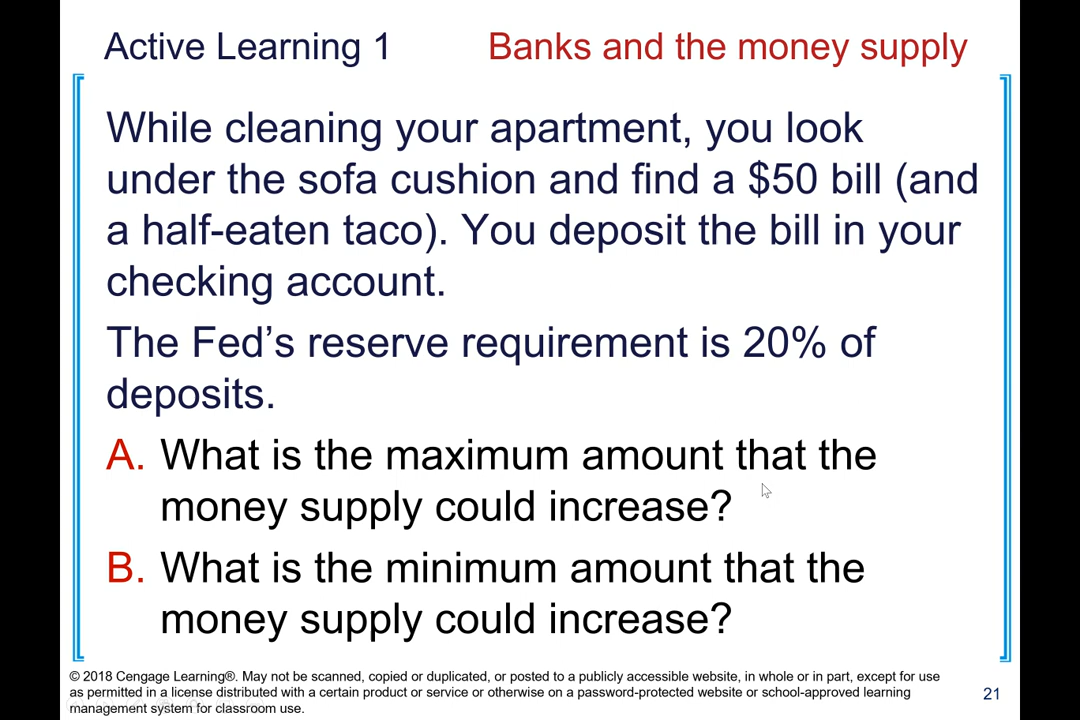 Active Learning 1 Banks and the money supply
While cleaning your apartment, you look
under the sofa cushion and find a $50 bill (and
a half-eaten taco). You deposit the bill in your
checking account.
The Fed’s reserve requirement is 20% of
deposits.
A. What is the maximum amount that the
money supply could increase?
B. What is the minimum amount that the
money supply could increase?
© 2018 Cengage Learning®. May not be scanned, copied or duplicated, or posted to a publicly accessible website, in whole or in part, except for use
as permitted in a license distributed with a certain product or service or otherwise on a password-protected website or school-approved learning
management system for classroom use.
21